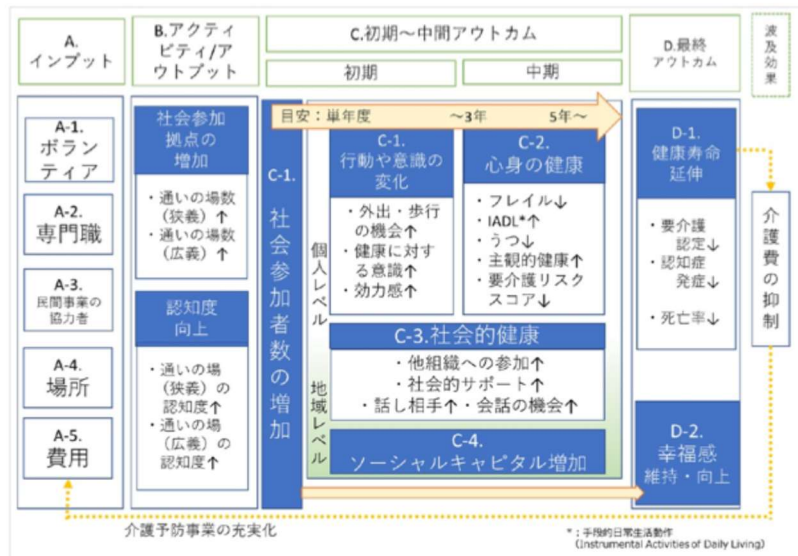 A.
インプット
B.アクティ
ビティ/ア
ウトプット
C.初期～中間アウトカム
初期
中期
D.最終
アウトカム
波及効果
A-1.
ボラン
ティア
A-2.
専門職
A-3.
民間事業の
協力者
A-4.
場所
A-5.
費用
社会参加
拠点の
増加
・通いの場数
(狭義)↑
・通いの場数
(広義)↑
認知度
向上
・通いの場
(狭義)の
認知度↑
・通いの場
(広義)の
認知度↑
C-1.社会参加者数の増加
目安：単年度 ～3年 5年～
個人レベル
地域レベル
C-1.
行動や意識の
変化
・外出・歩行
の機会↑
・健康に対す
る意識↑
・効力感↑
C-2.
心身の健康
・フレイル↓
・IADL*↑
・うつ↓
・主観的健康↑
・要介護リスク
スコア↓
C-3.社会的健康
・他組織への参加↑
・社会的サポート↑
・話し相手↑・会話の機会↑
C-4.
ソーシャルキャピタル増加
D-1.
健康寿命
延伸
・要介護
認定↓
・認知症
発症↓
・死亡率↓
D-2.
幸福感
維持・向上
介護費の抑制
介護予防事業の充実化
*：手段的日常生活動作
(Instrumental Activities of Daily Living)